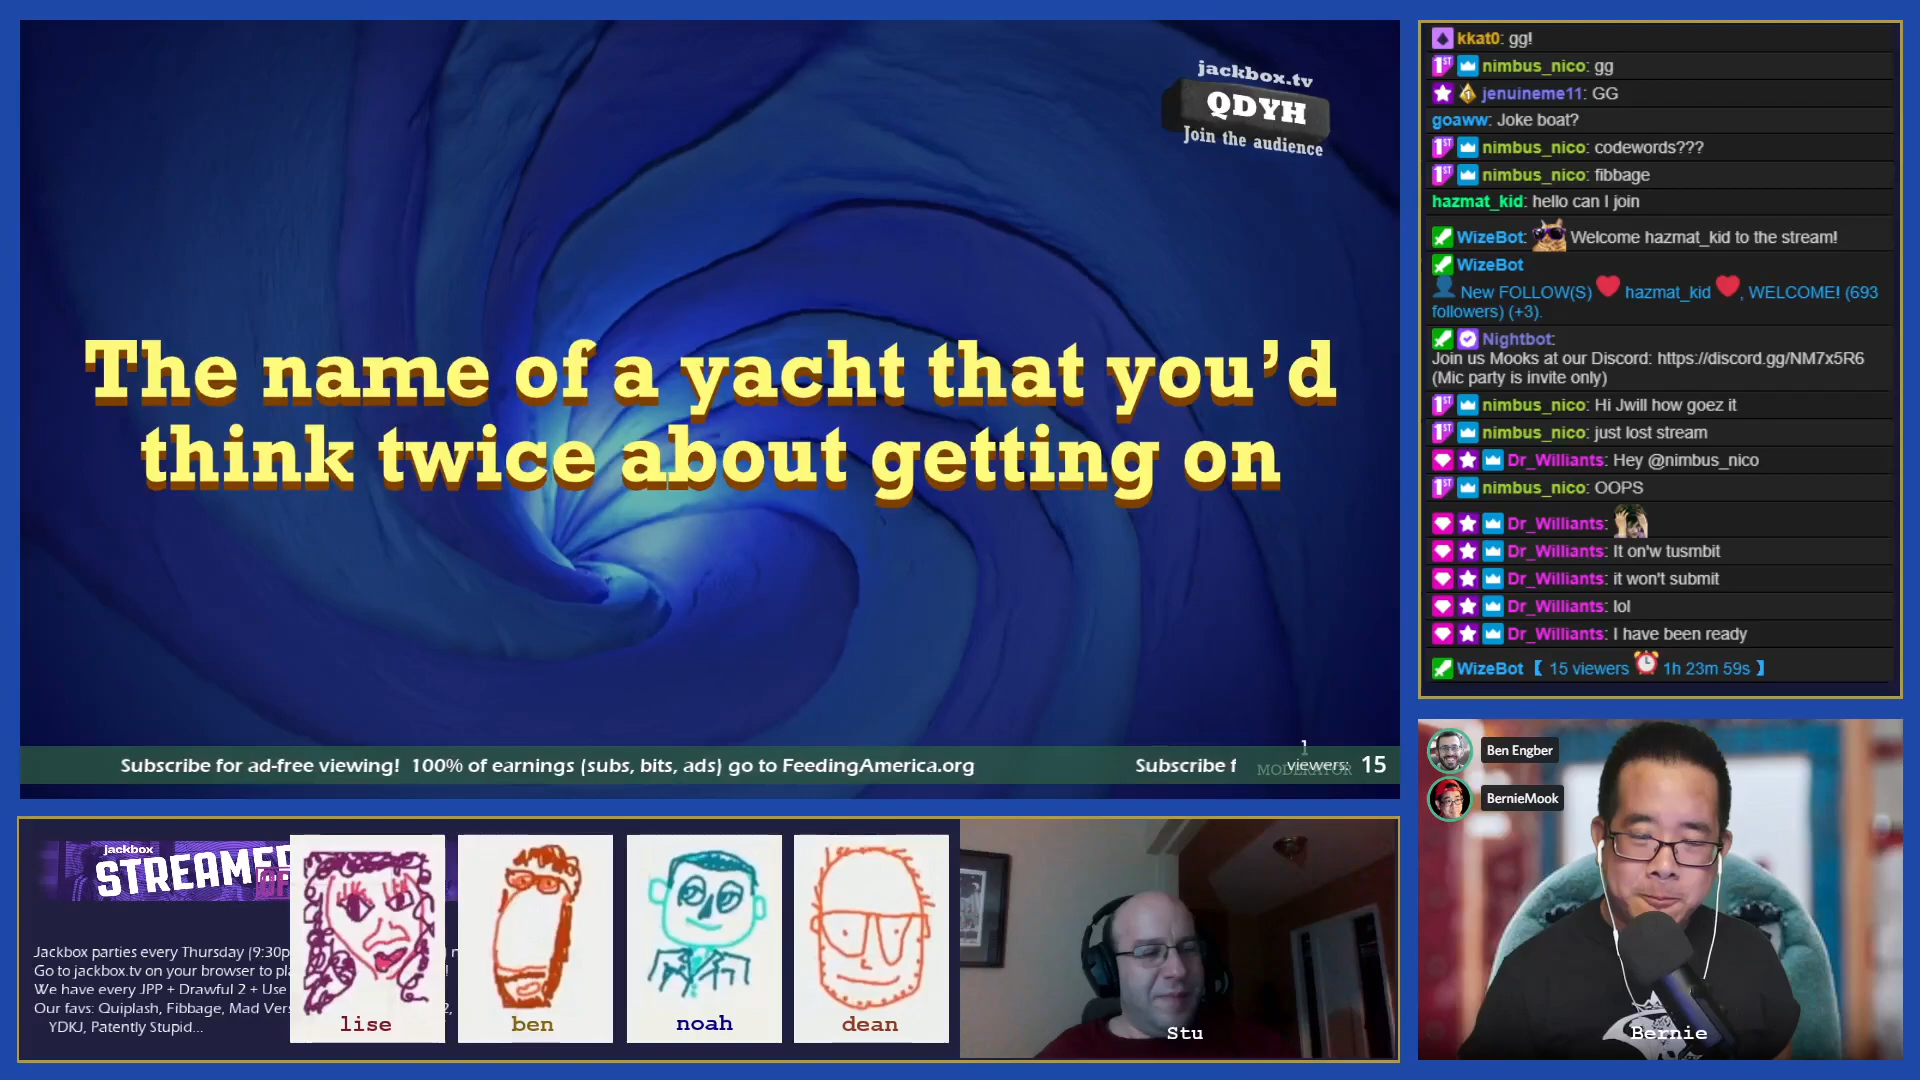 jackbox.tv
QDYH
Join the audience
The name of a yacht that you'd
think twice about getting on
Subscribe for ad-free viewing! 100% of earnings (subs, bits, ads) go to FeedingAmerica.org
Subscribe f
1
MODERATOR
viewers: 15
kkat0: gg!
nimbus_nico: gg
jenuineme11: GG
goaww: Joke boat?
nimbus_nico: codewords???
nimbus_nico: fibbage
hazmat_kid: hello can I join
WizeBot: Welcome hazmat_kid to the stream!
WizeBot
New FOLLOW(S) hazmat_kid , WELCOME! (693
followers) (+3).
Nightbot:
Join us Mooks at our Discord: https://discord.gg/NM7x5R6
(Mic party is invite only)
nimbus_nico: Hi Jwill how goez it
nimbus_nico: just lost stream
Dr_Williants: Hey @nimbus_nico
nimbus_nico: OOPS
Dr_Williants:
Dr_Williants: It on'w tusmbit
Dr_Williants: it won't submit
Dr_Williants: lol
Dr_Williants: I have been ready
WizeBot 【 15 viewers 1h 23m 59s 】
jackbox
STREAMER
Jackbox parties every Thursday (9:30p
Go to jackbox.tv on your browser to pla
We have every JPP + Drawful 2 + Use
Our favs: Quiplash, Fibbage, Mad Vers
YDKJ, Patently Stupid...
lise
ben
noah
dean
Stu
Ben Engber
BernieMook
Bernie